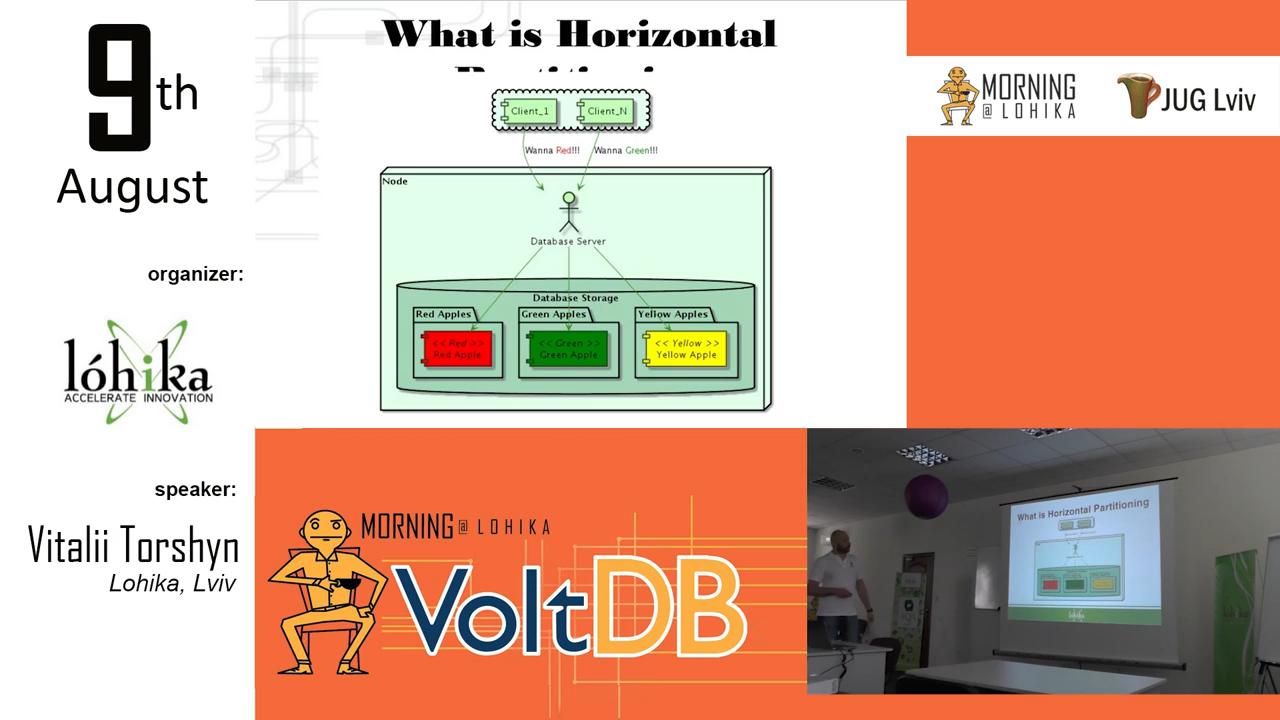 9th
August
organizer:
lóhika
ACCELERATE INNOVATION
speaker:
Vitalii Torshyn
Lohika, Lviv
What is Horizontal
Client_1
Client_N
Wanna Red!!!
Wanna Green!!!
Node
Database Server
Database Storage
Red Apples
Green Apples
Yellow Apples
<< Red >>
Red Apple
<< Green >>
Green Apple
<< Yellow >>
Yellow Apple
MORNING
@ LOHIKA
JUG Lviv
MORNING @ LOHIKA
VoltDB
What is Horizontal Partitioning